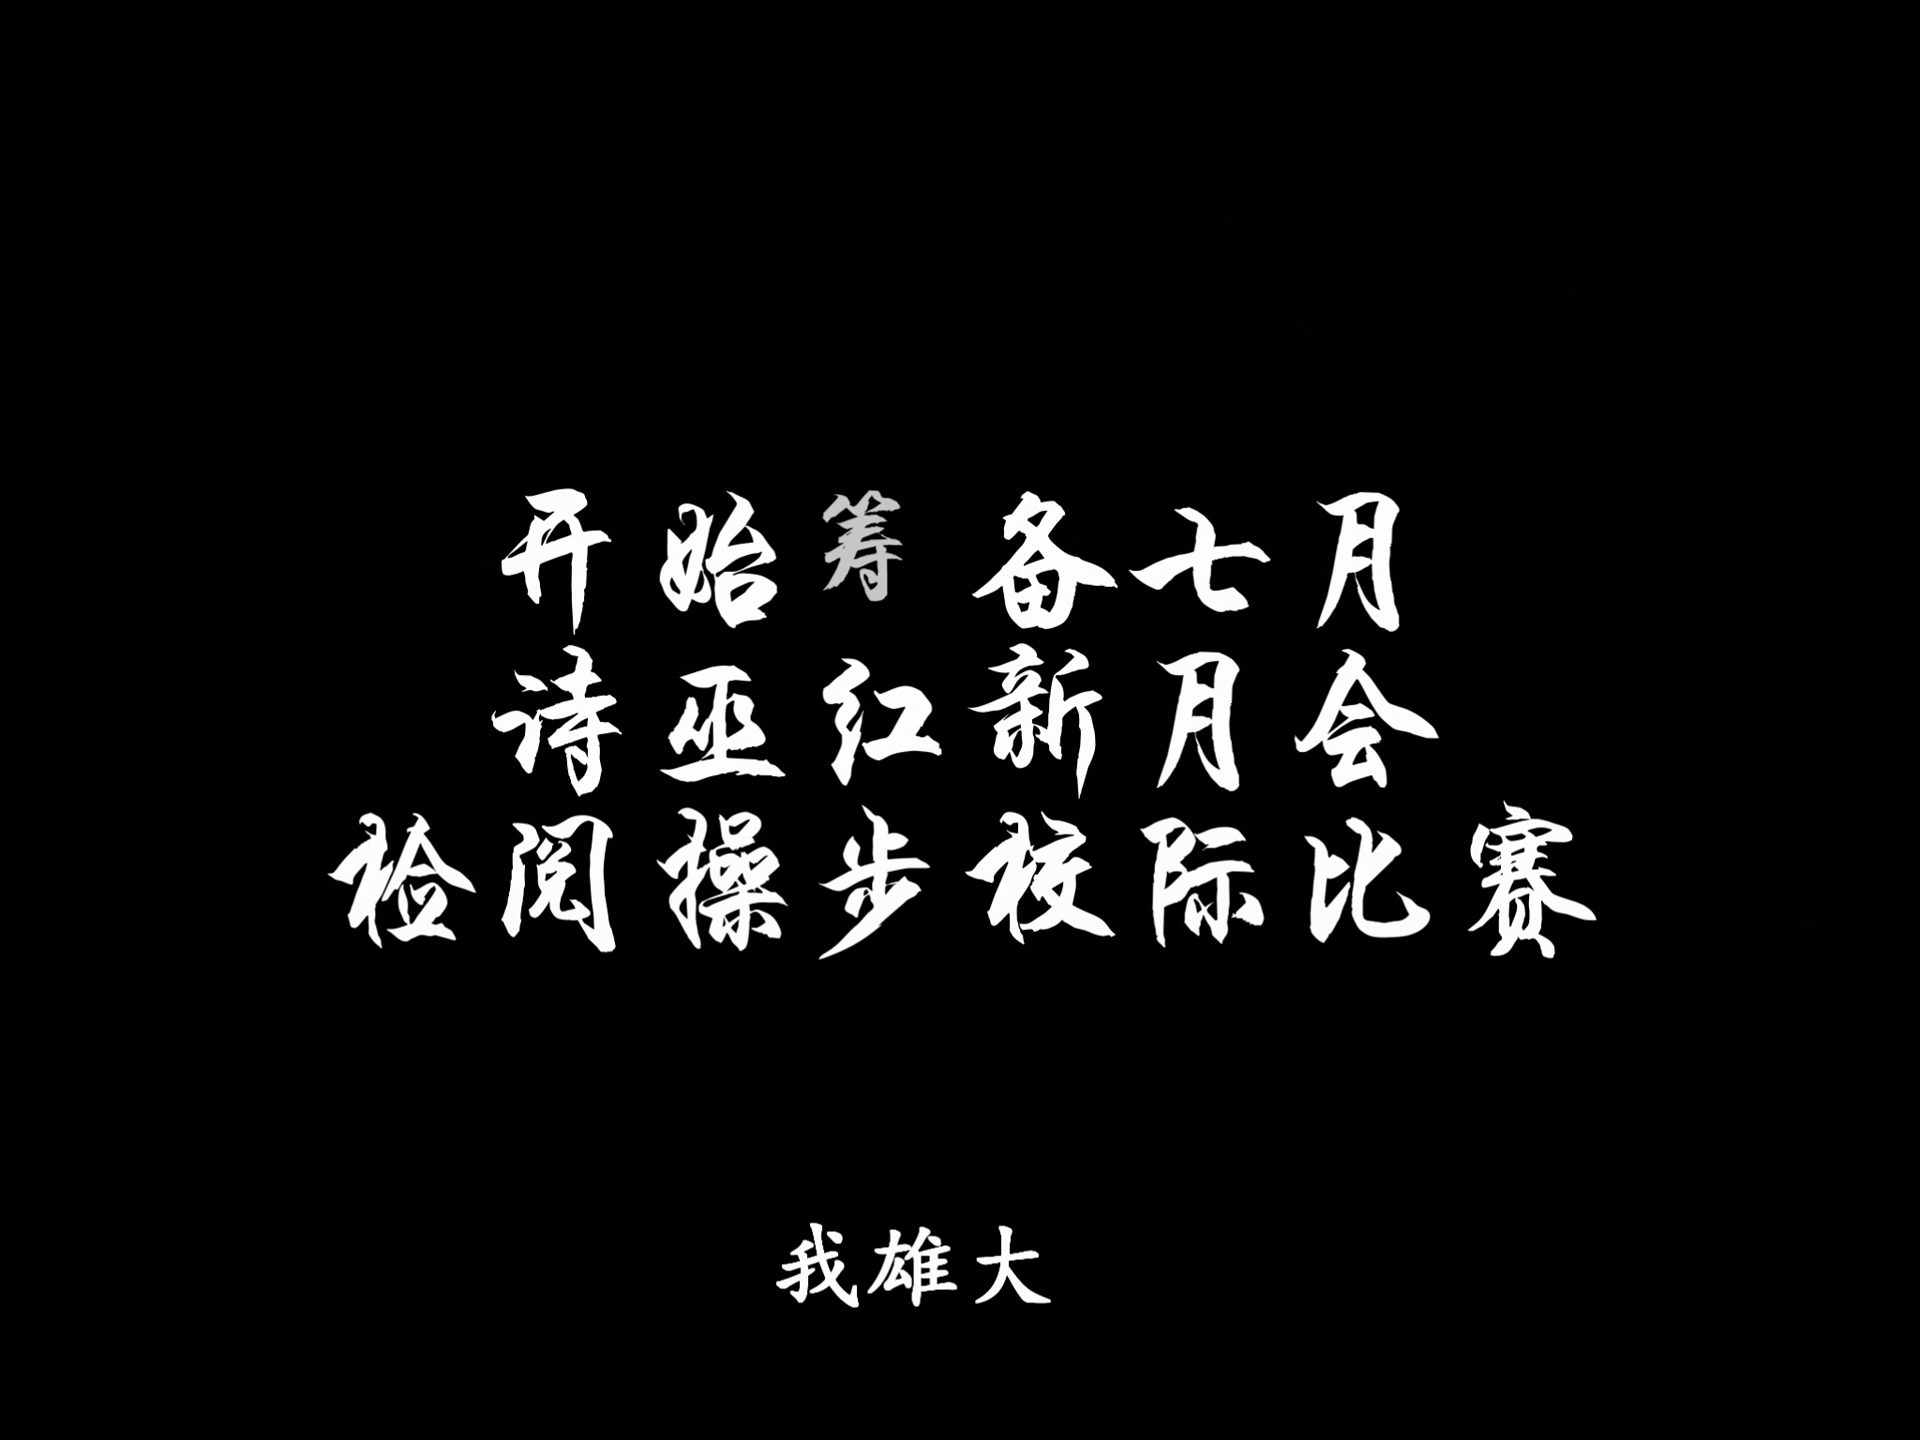 开始筹备七月
诗巫红新月会
检阅操步校际比赛
我雄大